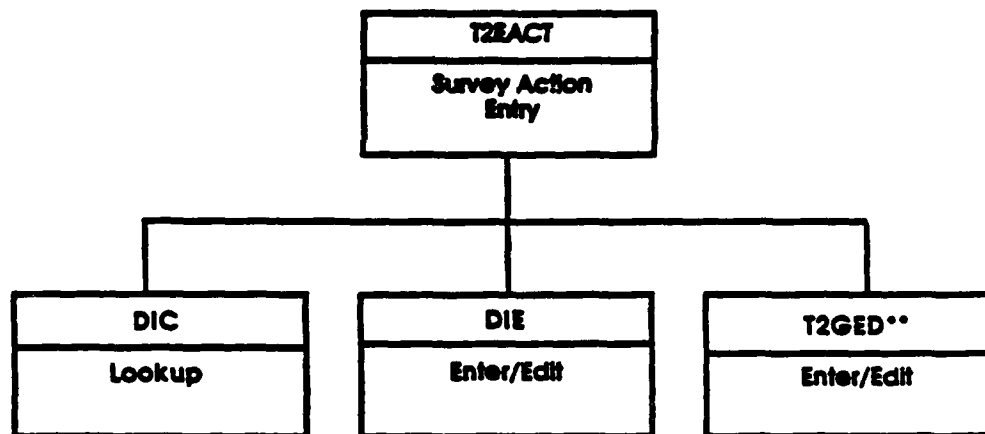 T2EACT
Survey Action
Entry
DIC
DIE
T2GED**
Lookup
Enter/Edit
Enter/Edit